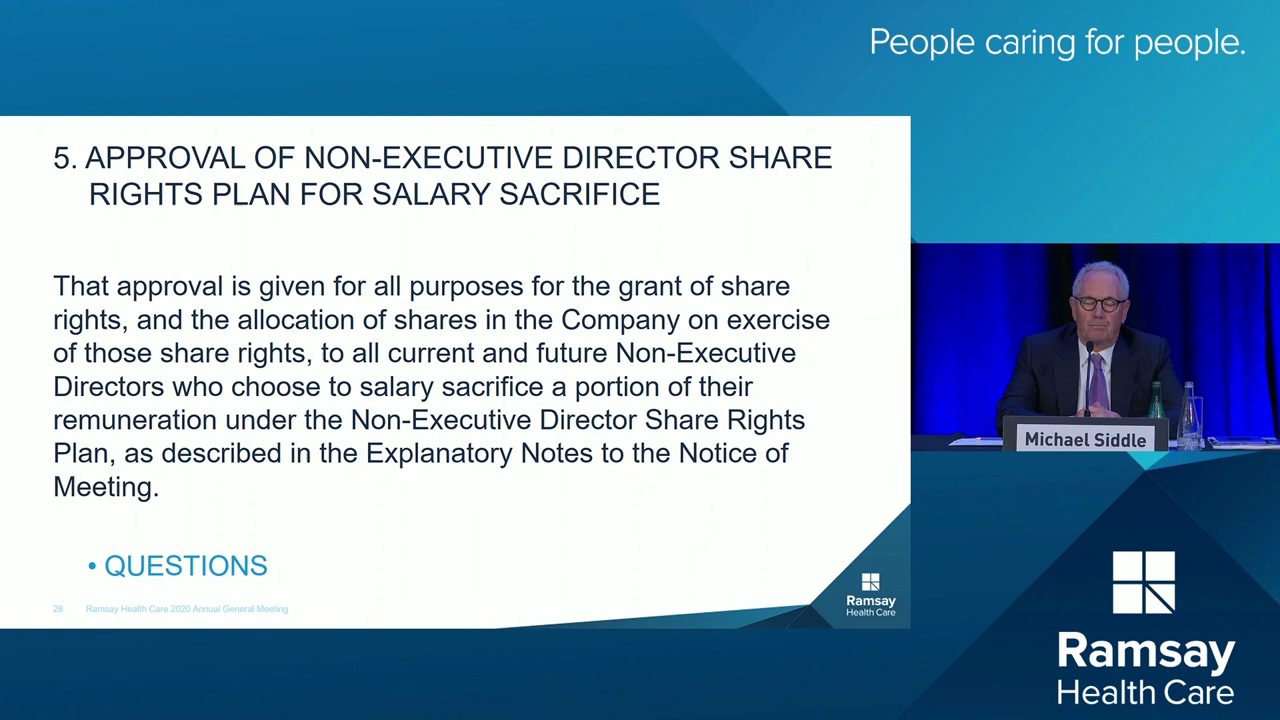 People caring for people.
5. APPROVAL OF NON-EXECUTIVE DIRECTOR SHARE
RIGHTS PLAN FOR SALARY SACRIFICE
That approval is given for all purposes for the grant of share
rights, and the allocation of shares in the Company on exercise
of those share rights, to all current and future Non-Executive
Directors who choose to salary sacrifice a portion of their
remuneration under the Non-Executive Director Share Rights
Plan, as described in the Explanatory Notes to the Notice of
Meeting.
• QUESTIONS
28 Ramsay Health Care 2020 Annual General Meeting
Ramsay
Health Care
Michael Siddle
Ramsay
Health Care